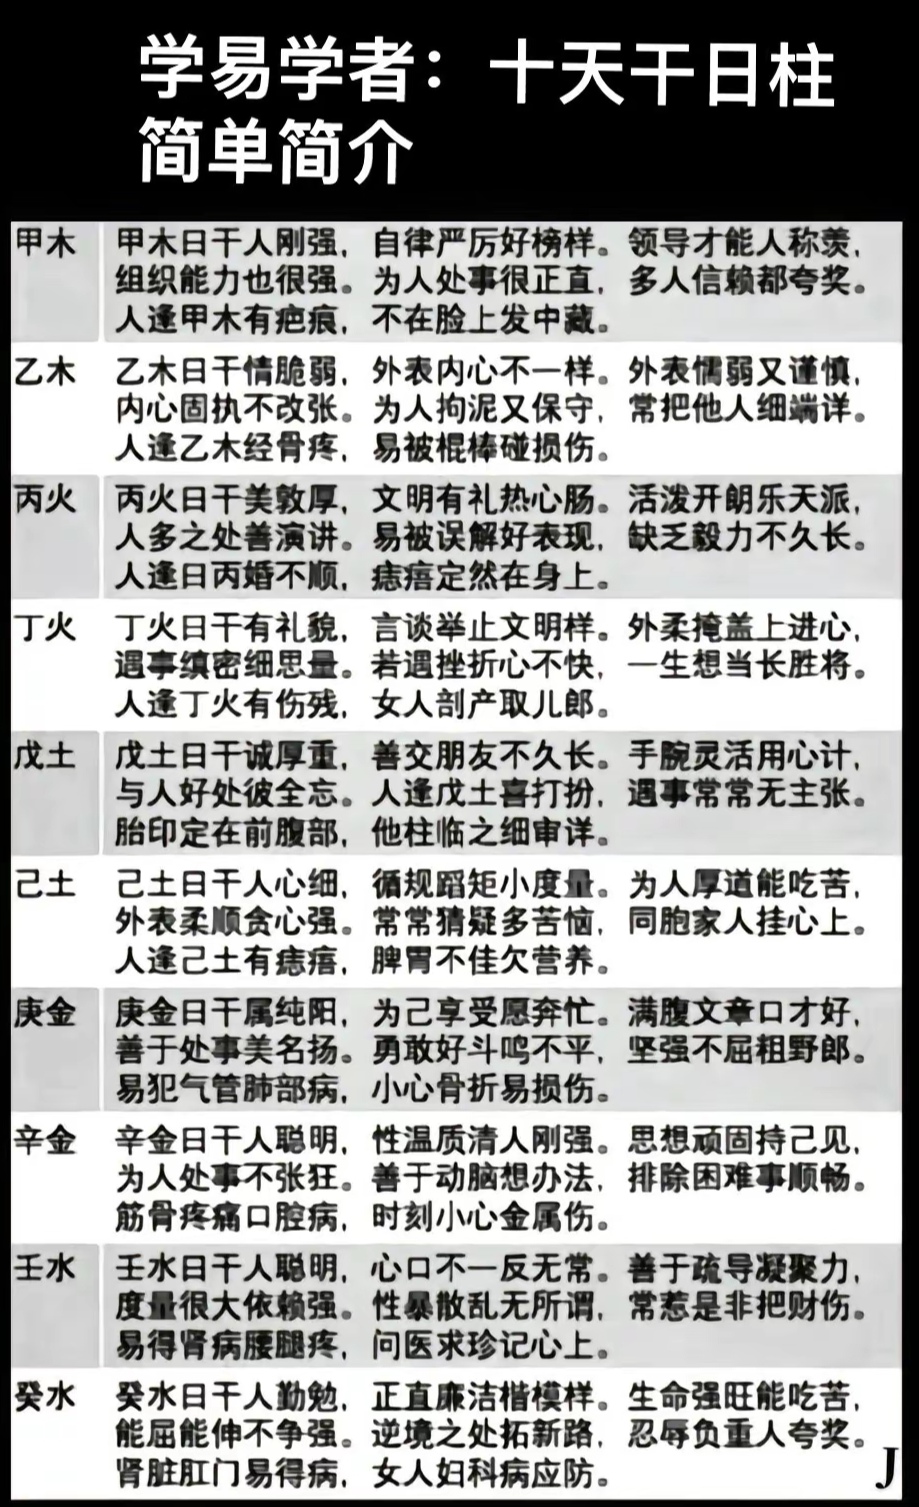 学易学者：十天干日柱
简单简介
甲木
甲木日干人刚强，自律严厉好榜样。领导才能人称羡，
组织能力也很强。为人处事很正直，多人信赖都夸奖。
人逢甲木有疤痕，不在脸上发中藏。
乙木
乙木日干情脆弱，外表内心不一样。外表懦弱又谨慎，
内心固执不改张。为人拘泥又保守，常把他人细端详。
人逢乙木经骨疼，易被棍棒碰损伤。
丙火
丙火日干美敦厚，文明有礼热心肠。活泼开朗乐天派，
人多之处善演讲。易被误解好表现，缺乏毅力不久长。
人逢日丙婚不顺，痣瘩定然在身上。
丁火
丁火日干有礼貌，言谈举止文明样。外柔掩盖上进心，
遇事缜密细思量。若遇挫折心不快，一生想当长胜将。
人逢丁火有伤残，女人剖产取儿郎。
戊土
戊土日干诚厚重，善交朋友不久长。手腕灵活用心计，
与人好处彼全忘。人逢戊土喜打扮，遇事常常无主张。
胎印定在前腹部，他柱临之细审详。
己土
己土日干人心细，循规蹈矩小度量。为人厚道能吃苦，
外表柔顺贪心强。常常猜疑多苦恼，同胞家人挂心上。
人逢己土有痣瘩，脾胃不佳欠营养。
庚金
庚金日干属纯阳，为己享受愿奔忙。满腹文章口才好，
善于处事美名扬。勇敢好斗鸣不平，坚强不屈粗野郎。
易犯气管肺部病，小心骨折易损伤。
辛金
辛金日干人聪明，性温质清人刚强。思想顽固持己见，
为人处事不张狂。善于动脑想办法，排除困难事顺畅。
筋骨疼痛口腔病，时刻小心金属伤。
壬水
壬水日干人聪明，心口不一反无常。善于疏导凝聚力，
度量很大依赖强。性暴散乱无所谓，常惹是非把财伤。
易得肾病腰腿疼，问医求珍记心上。
癸水
癸水日干人勤勉，正直廉洁楷模样。生命强旺能吃苦，
能屈能伸不争强。逆境之处拓新路，忍辱负重人夸奖。
肾脏肛门易得病，女人妇科病应防。
J